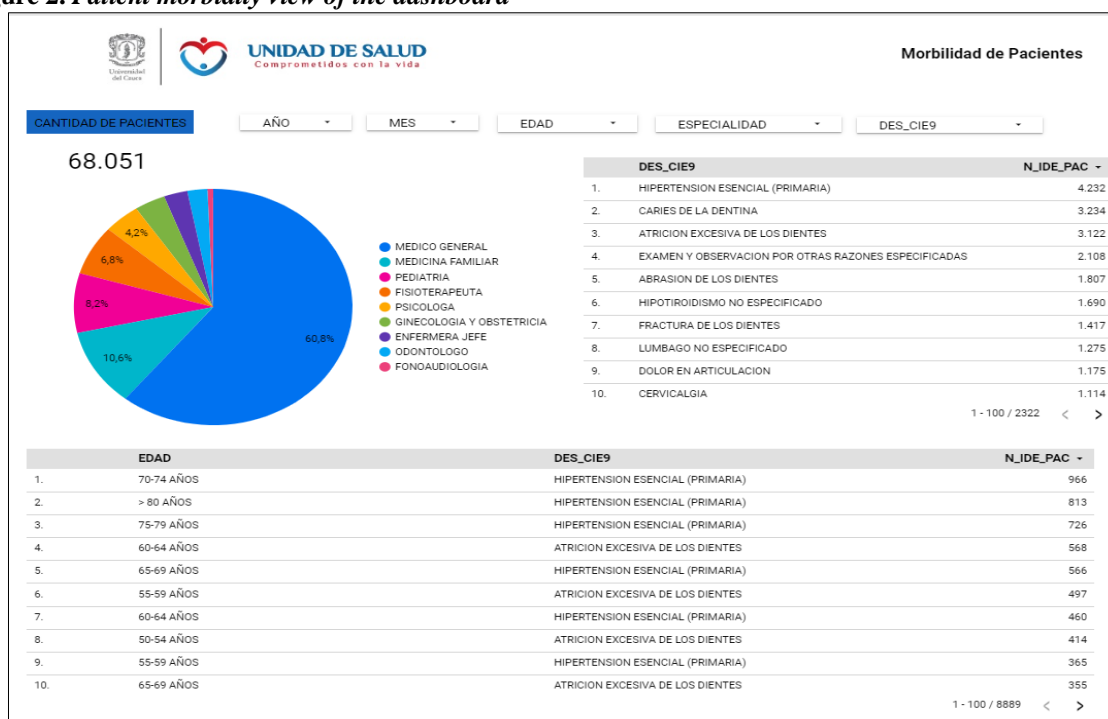 gure 2. Patient morbidity view of the dashboard
Universidad
del Cauca
UNIDAD DE SALUD
Comprometidos con la vida
Morbilidad de Pacientes
CANTIDAD DE PACIENTES
AÑO
MES
EDAD
ESPECIALIDAD
DES_CIE9
68.051
4,2%
6,8%
8,2%
10,6%
60,8%
MEDICO GENERAL
MEDICINA FAMILIAR
PEDIATRIA
FISIOTERAPEUTA
PSICOLOGA
GINECOLOGIA Y OBSTETRICIA
ENFERMERA JEFE
ODONTOLOGO
FONOAUDIOLOGIA
DES_CIE9 N_IDE_PAC
1. HIPERTENSION ESENCIAL (PRIMARIA) 4.232
2. CARIES DE LA DENTINA 3.234
3. ATRICION EXCESIVA DE LOS DIENTES 3.122
4. EXAMEN Y OBSERVACION POR OTRAS RAZONES ESPECIFICADAS 2.108
5. ABRASION DE LOS DIENTES 1.807
6. HIPOTIROIDISMO NO ESPECIFICADO 1.690
7. FRACTURA DE LOS DIENTES 1.417
8. LUMBAGO NO ESPECIFICADO 1.275
9. DOLOR EN ARTICULACION 1.175
10. CERVICALGIA 1.114
1 - 100 / 2322 < >
EDAD DES_CIE9 N_IDE_PAC
1. 70-74 AÑOS HIPERTENSION ESENCIAL (PRIMARIA) 966
2. > 80 AÑOS HIPERTENSION ESENCIAL (PRIMARIA) 813
3. 75-79 AÑOS HIPERTENSION ESENCIAL (PRIMARIA) 726
4. 60-64 AÑOS ATRICION EXCESIVA DE LOS DIENTES 568
5. 65-69 AÑOS HIPERTENSION ESENCIAL (PRIMARIA) 566
6. 55-59 AÑOS ATRICION EXCESIVA DE LOS DIENTES 497
7. 60-64 AÑOS HIPERTENSION ESENCIAL (PRIMARIA) 460
8. 50-54 AÑOS ATRICION EXCESIVA DE LOS DIENTES 414
9. 55-59 AÑOS HIPERTENSION ESENCIAL (PRIMARIA) 365
10. 65-69 AÑOS ATRICION EXCESIVA DE LOS DIENTES 355
1 - 100 / 8889 < >